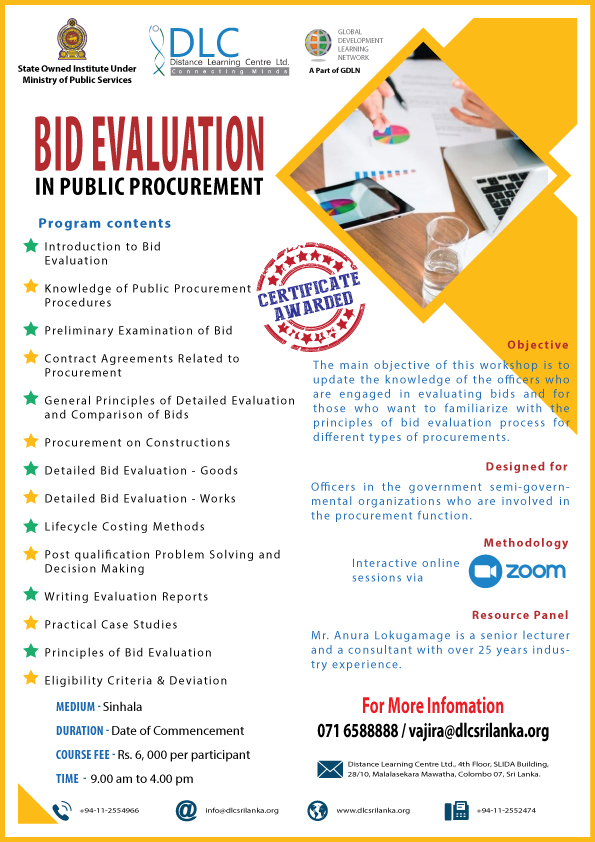 State Owned Institute Under
Ministry of Public Services
DLC
Distance Learning Centre Ltd.
Connecting Minds
GLOBAL
DEVELOPMENT
LEARNING
NETWORK
A Part of GDLN
BID EVALUATION
IN PUBLIC PROCUREMENT
Program contents
Introduction to Bid
Evaluation
Knowledge of Public Procurement
Procedures
Preliminary Examination of Bid
Contract Agreements Related to
Procurement
General Principles of Detailed Evaluation
and Comparison of Bids
Procurement on Constructions
Detailed Bid Evaluation - Goods
Detailed Bid Evaluation - Works
Lifecycle Costing Methods
Post qualification Problem Solving and
Decision Making
Writing Evaluation Reports
Practical Case Studies
Principles of Bid Evaluation
Eligibility Criteria & Deviation
MEDIUM - Sinhala
DURATION - Date of Commencement
COURSE FEE - Rs. 6, 000 per participant
TIME - 9.00 am to 4.00 pm
CERTIFICATE
AWARDED
Objective
The main objective of this workshop is to
update the knowledge of the officers who
are engaged in evaluating bids and for
those who want to familiarize with the
principles of bid evaluation process for
different types of procurements.
Designed for
Officers in the government semi-govern-
mental organizations who are involved in
the procurement function.
Methodology
Interactive online
sessions via
zoom
Resource Panel
Mr. Anura Lokugamage is a senior lecturer
and a consultant with over 25 years indus-
try experience.
For More Infomation
071 6588888 / vajira@dlcsrilanka.org
Distance Learning Centre Ltd., 4th Floor, SLIDA Building,
28/10, Malalasekara Mawatha, Colombo 07, Sri Lanka.
+94-11-2554966
info@dlcsrilanka.org
www.dlcsrilanka.org
+94-11-2552474